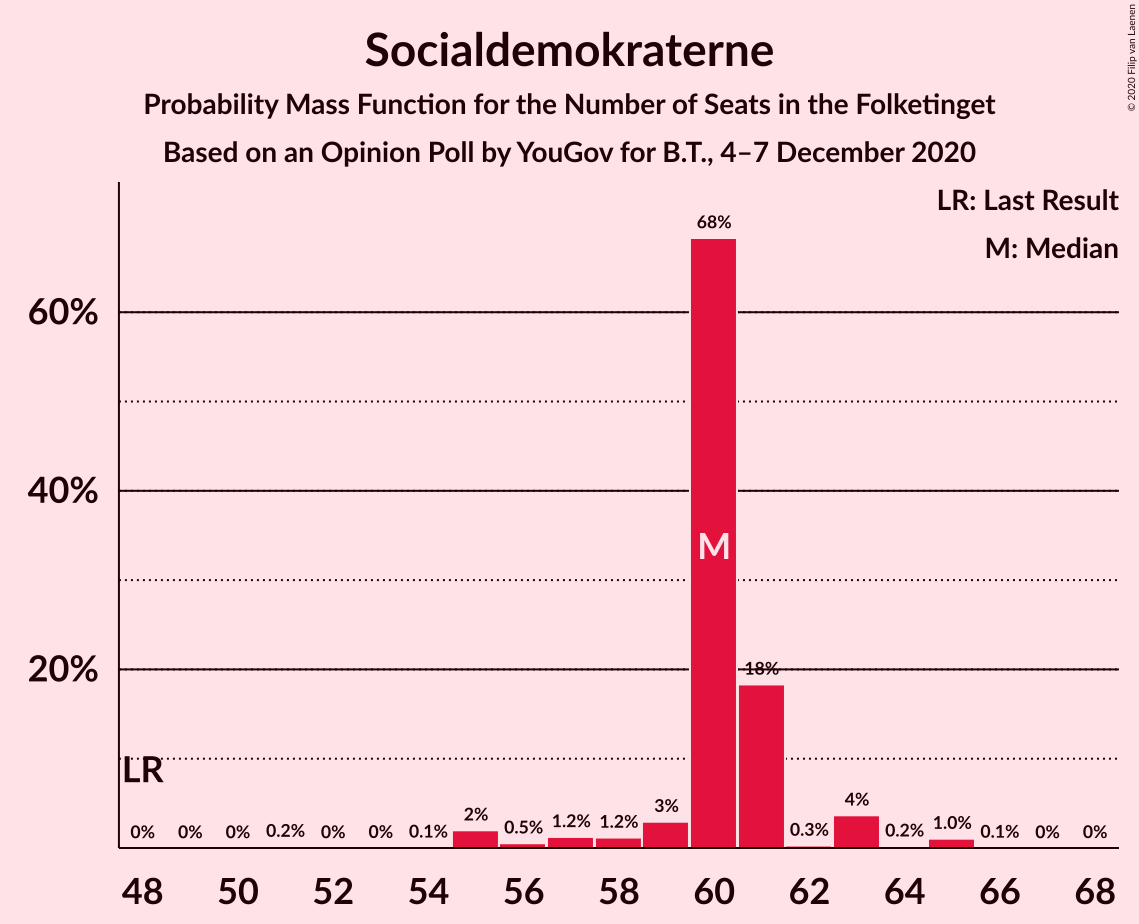 Socialdemokraterne
Probability Mass Function for the Number of Seats in the Folketinget
Based on an Opinion Poll by YouGov for B.T., 4–7 December 2020
© 2020 Filip van Laenen
LR: Last Result
M: Median
68%
60%
40%
M
20%
18%
LR
0% 0% 0% 0.2% 0% 0% 0.1% 2% 0.5% 1.2% 1.2% 3% 0.3% 4% 0.2% 1.0% 0.1% 0% 0%
48 50 52 54 56 58 60 62 64 66 68